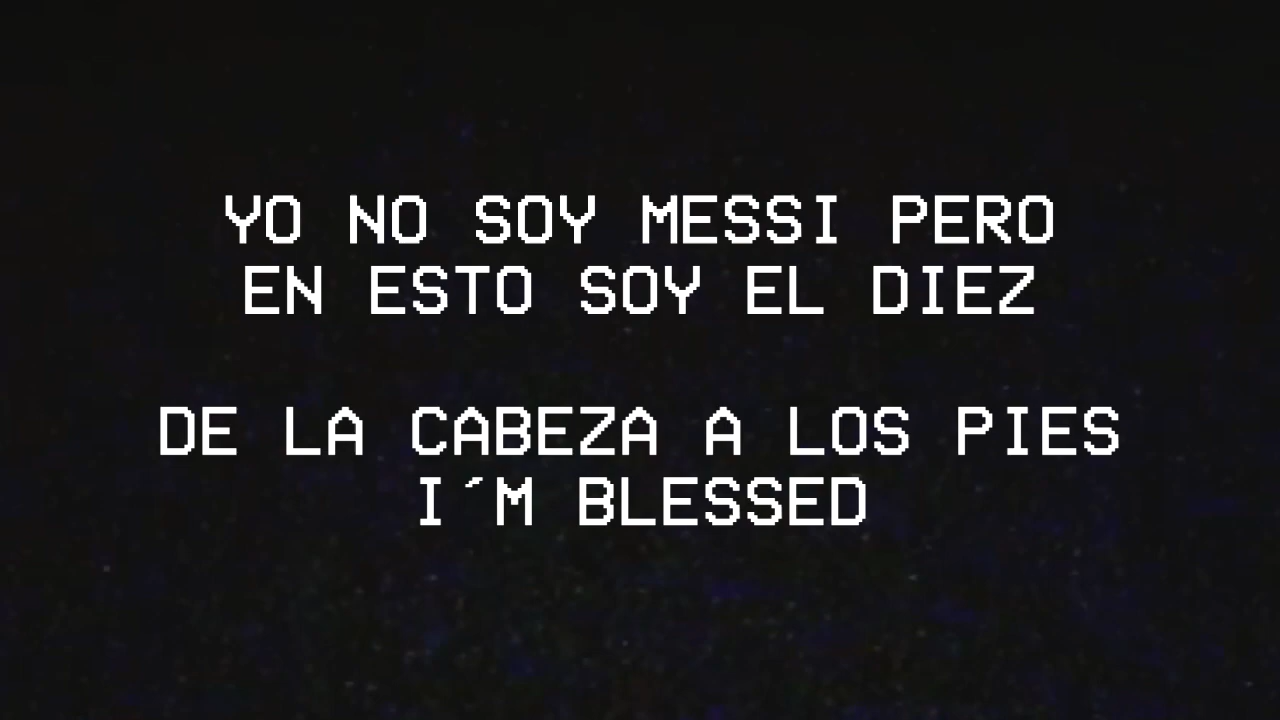 YO NO SOY MESSI PERO
EN ESTO SOY EL DIEZ
DE LA CABEZA A LOS PIES
I´M BLESSED